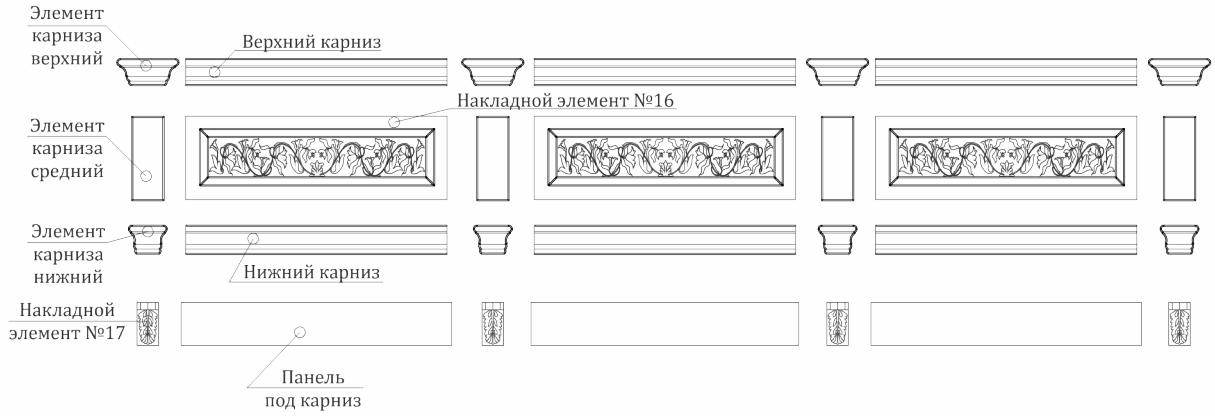 Элемент
карниза
верхний
Верхний карниз
Накладной элемент №16
Элемент
карниза
средний
Элемент
карниза
нижний
Нижний карниз
Накладной
элемент №17
Панель
под карниз